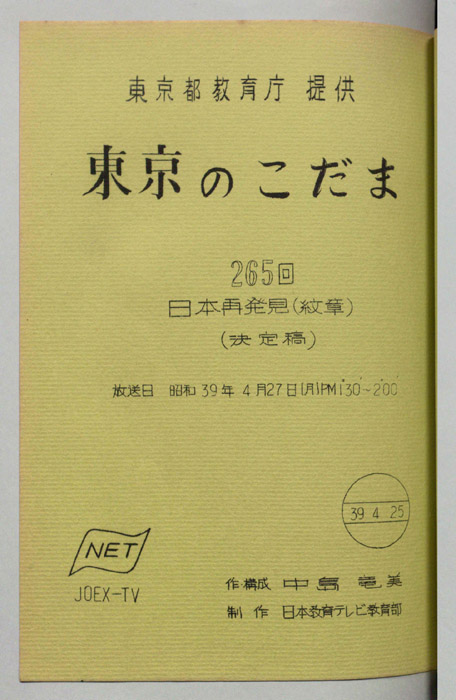 東京都教育庁 提供
東京のこだま
265回
日本再発見(紋章)
(決定稿)
放送日 昭和39年4月27日(月)PM1:30~2:00
39 4 25
NET
JOEX-TV
作・構成 中島竜美
制作 日本教育テレビ教育部